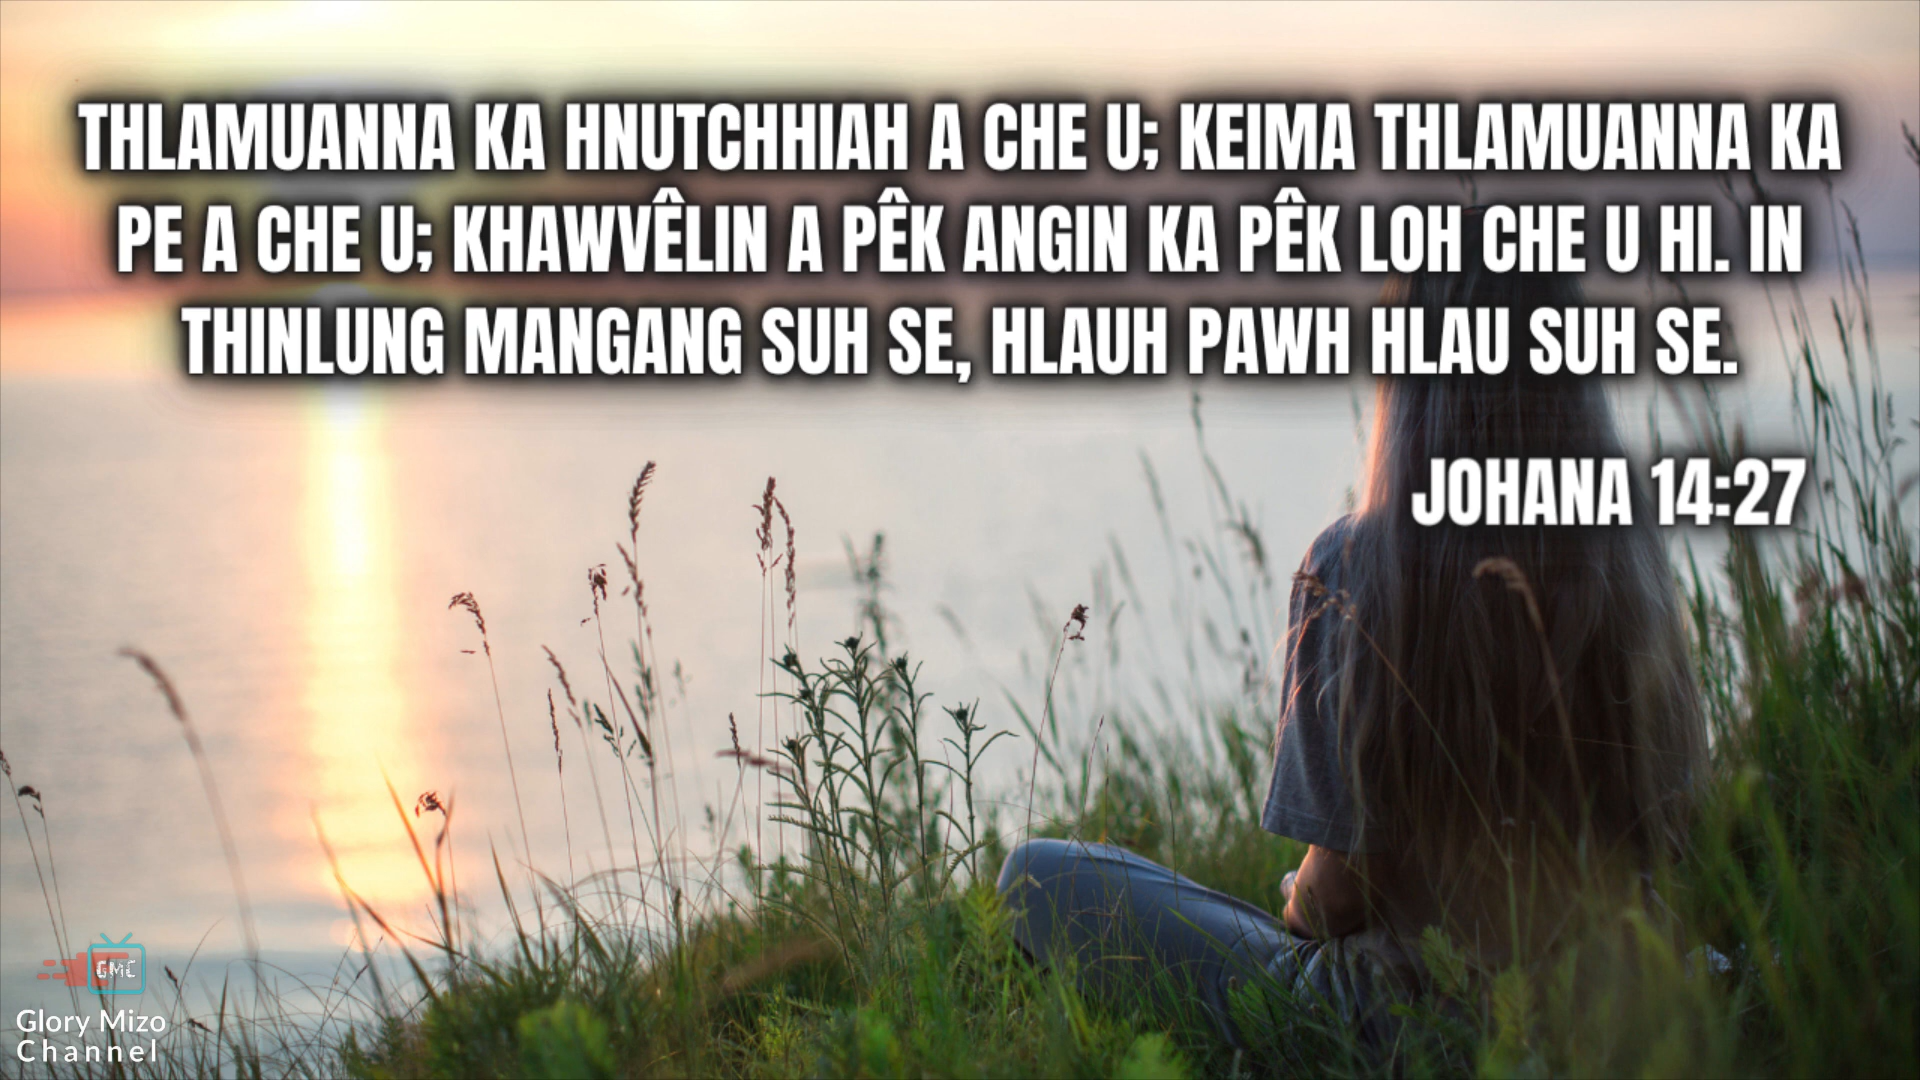 THLAMUANNA KA HNUTCHHIAH A CHE U; KEIMA THLAMUANNA KA
PE A CHE U; KHAWVÊLIN A PÊK ANGIN KA PÊK LOH CHE U HI. IN
THINLUNG MANGANG SUH SE, HLAUH PAWH HLAU SUH SE.
JOHANA 14:27
GMC
Glory Mizo
Channel